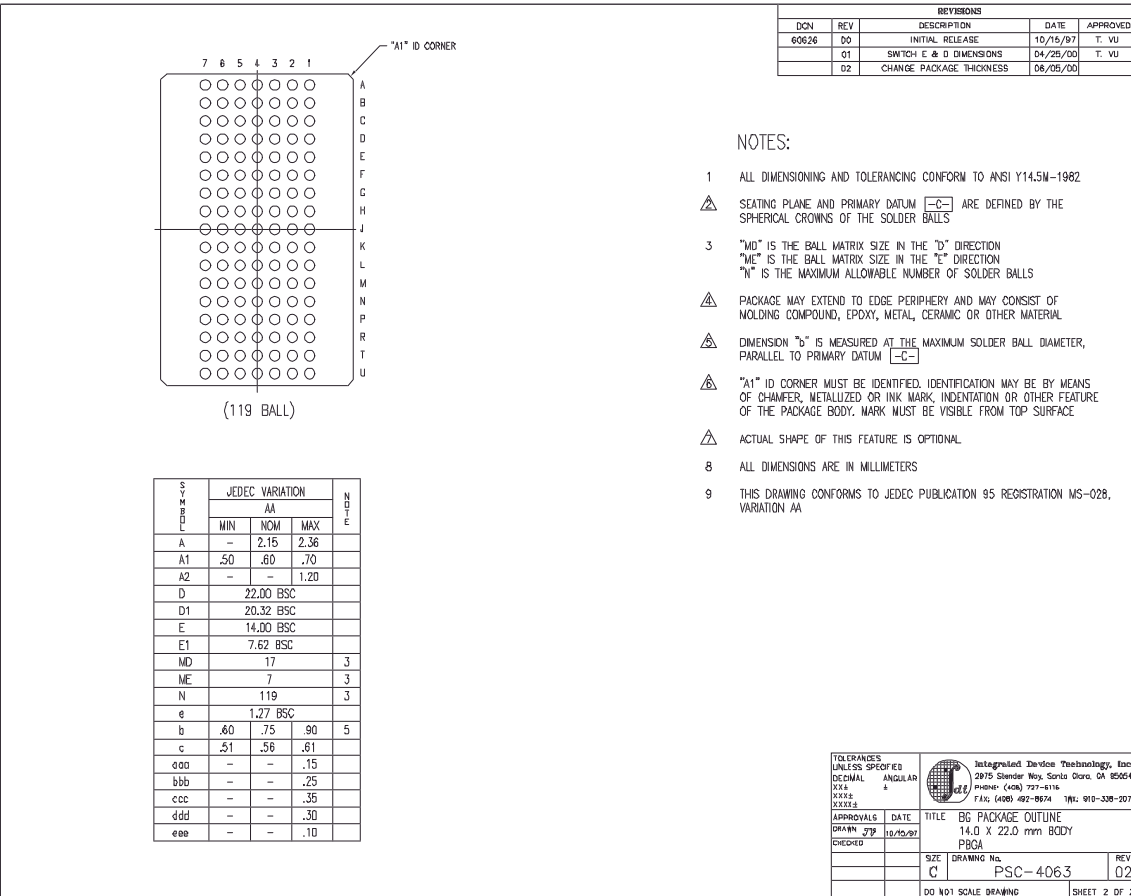 REVISIONS
DCN REV DESCRIPTION DATE APPROVED
60626 00 INITIAL RELEASE 10/15/97 T. VU
01 SWITCH E & D DIMENSIONS 04/25/00 T. VU
02 CHANGE PACKAGE THICKNESS 06/05/00
"A1" ID CORNER
7 6 5 4 3 2 1
A
B
C
D
E
F
G
H
J
K
L
M
N
P
R
T
U
(119 BALL)
NOTES:
1 ALL DIMENSIONING AND TOLERANCING CONFORM TO ANSI Y14.5M-1982
2 SEATING PLANE AND PRIMARY DATUM -C- ARE DEFINED BY THE
SPHERICAL CROWNS OF THE SOLDER BALLS
3 "MD" IS THE BALL MATRIX SIZE IN THE "D" DIRECTION
"ME" IS THE BALL MATRIX SIZE IN THE "E" DIRECTION
"N" IS THE MAXIMUM ALLOWABLE NUMBER OF SOLDER BALLS
4 PACKAGE MAY EXTEND TO EDGE PERIPHERY AND MAY CONSIST OF
MOLDING COMPOUND, EPOXY, METAL, CERAMIC OR OTHER MATERIAL
5 DIMENSION "b" IS MEASURED AT THE MAXIMUM SOLDER BALL DIAMETER,
PARALLEL TO PRIMARY DATUM -C-
6 "A1" ID CORNER MUST BE IDENTIFIED. IDENTIFICATION MAY BE BY MEANS
OF CHAMFER, METALLIZED OR INK MARK, INDENTATION OR OTHER FEATURE
OF THE PACKAGE BODY. MARK MUST BE VISIBLE FROM TOP SURFACE
7 ACTUAL SHAPE OF THIS FEATURE IS OPTIONAL
8 ALL DIMENSIONS ARE IN MILLIMETERS
9 THIS DRAWING CONFORMS TO JEDEC PUBLICATION 95 REGISTRATION MS-028,
VARIATION AA
SYMBOL JEDEC VARIATION NOTE
AA
MIN NOM MAX
A - 2.15 2.36
A1 .50 .60 .70
A2 - - 1.20
D 22.00 BSC
D1 20.32 BSC
E 14.00 BSC
E1 7.62 BSC
MD 17 3
ME 7 3
N 119 3
e 1.27 BSC
b .60 .75 .90 5
c .51 .56 .61
aaa - - .15
bbb - - .25
ccc - - .35
ddd - - .30
eee - - .10
TOLERANCES
UNLESS SPECIFIED
DECIMAL ANGULAR
XX± ±
XXX±
XXXX±
idt
Integrated Device Technology, Inc
2975 Stender Way, Santa Clara, CA 95054
PHONE: (408) 727-6116
FAX: (408) 492-8674 TWX: 910-338-207
APPROVALS DATE
DRAWN 10/15/97
CHECKED
TITLE BG PACKAGE OUTLINE
14.0 X 22.0 mm BODY
PBGA
SIZE DRAWING No. REV
C PSC-4063 02
DO NOT SCALE DRAWING SHEET 2 OF 2